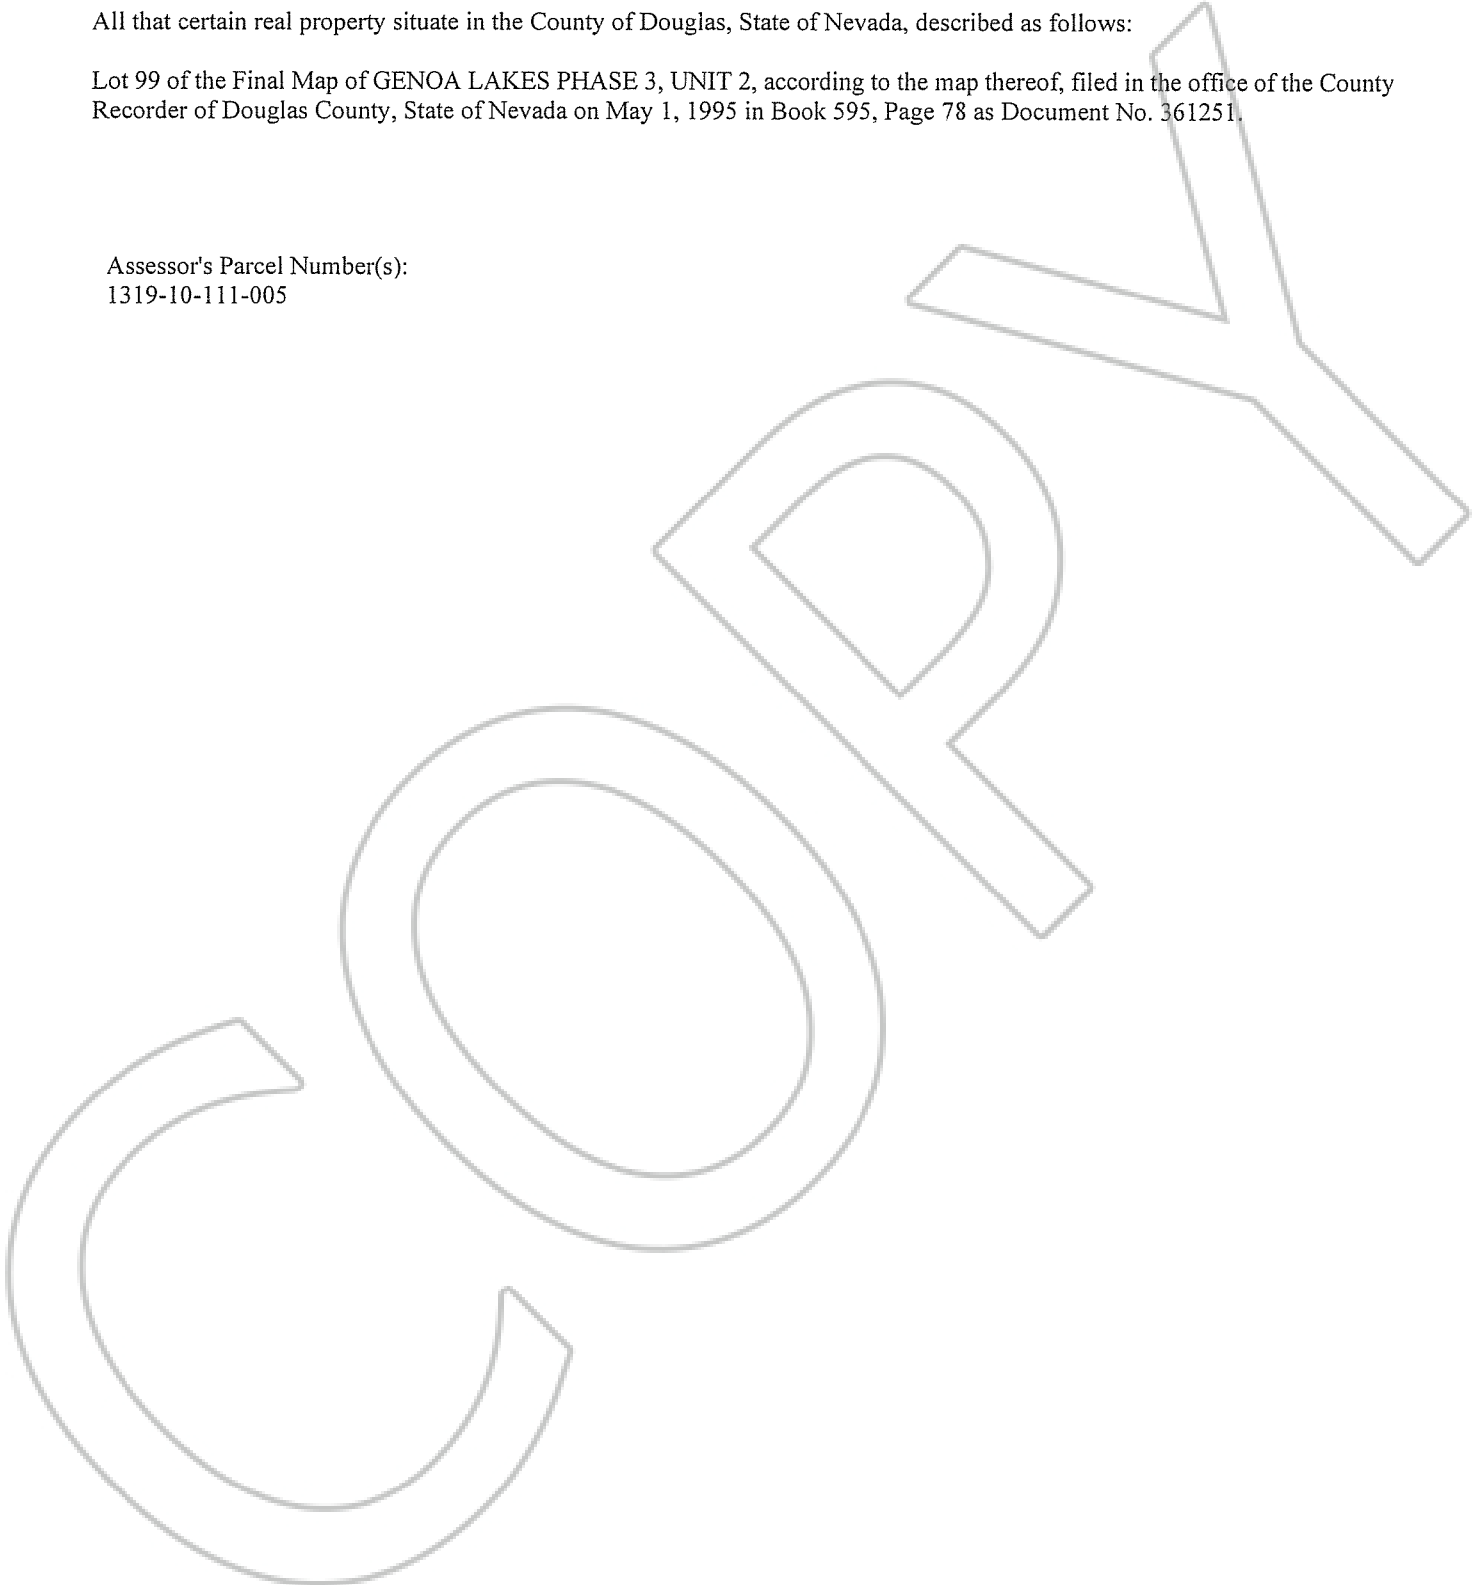 All that certain real property situate in the County of Douglas, State of Nevada, described as follows:
Lot 99 of the Final Map of GENOA LAKES PHASE 3, UNIT 2, according to the map thereof, filed in the office of the County
Recorder of Douglas County, State of Nevada on May 1, 1995 in Book 595, Page 78 as Document No. 361251.
Assessor's Parcel Number(s):
1319-10-111-005
COPY